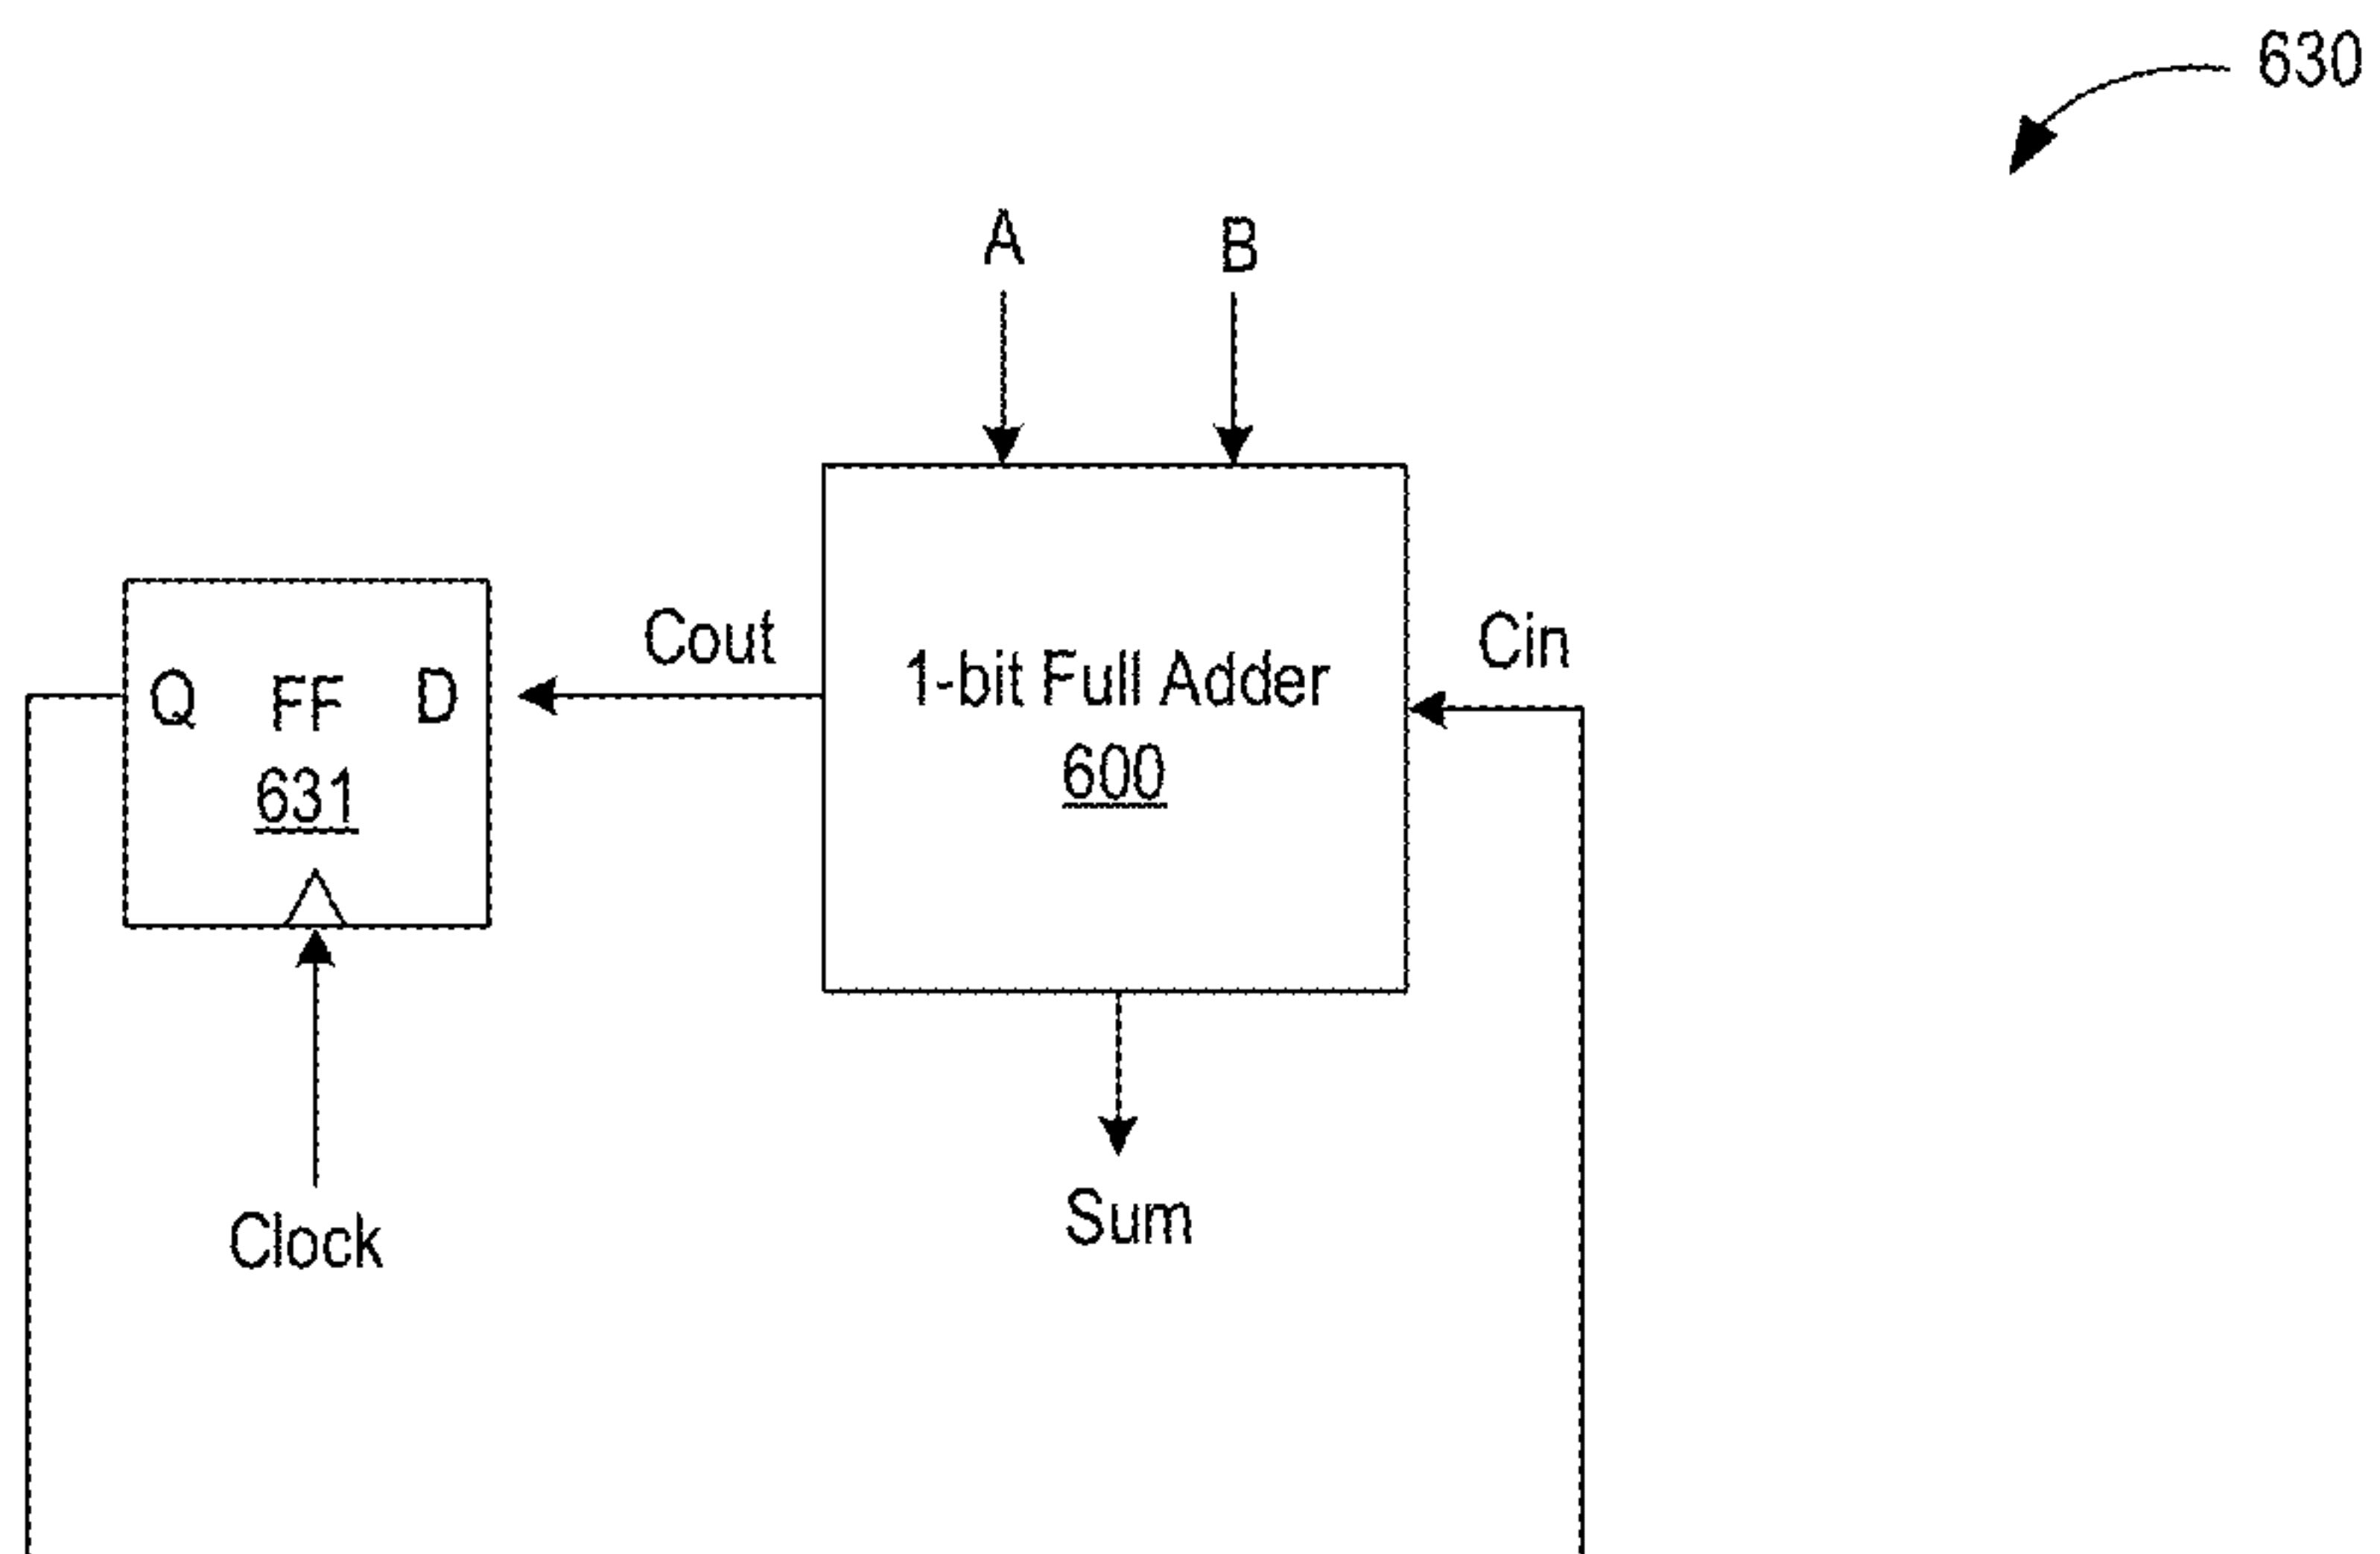 630
A
B
Cout
Cin
Q FF D
631
1-bit Full Adder
600
Clock
Sum